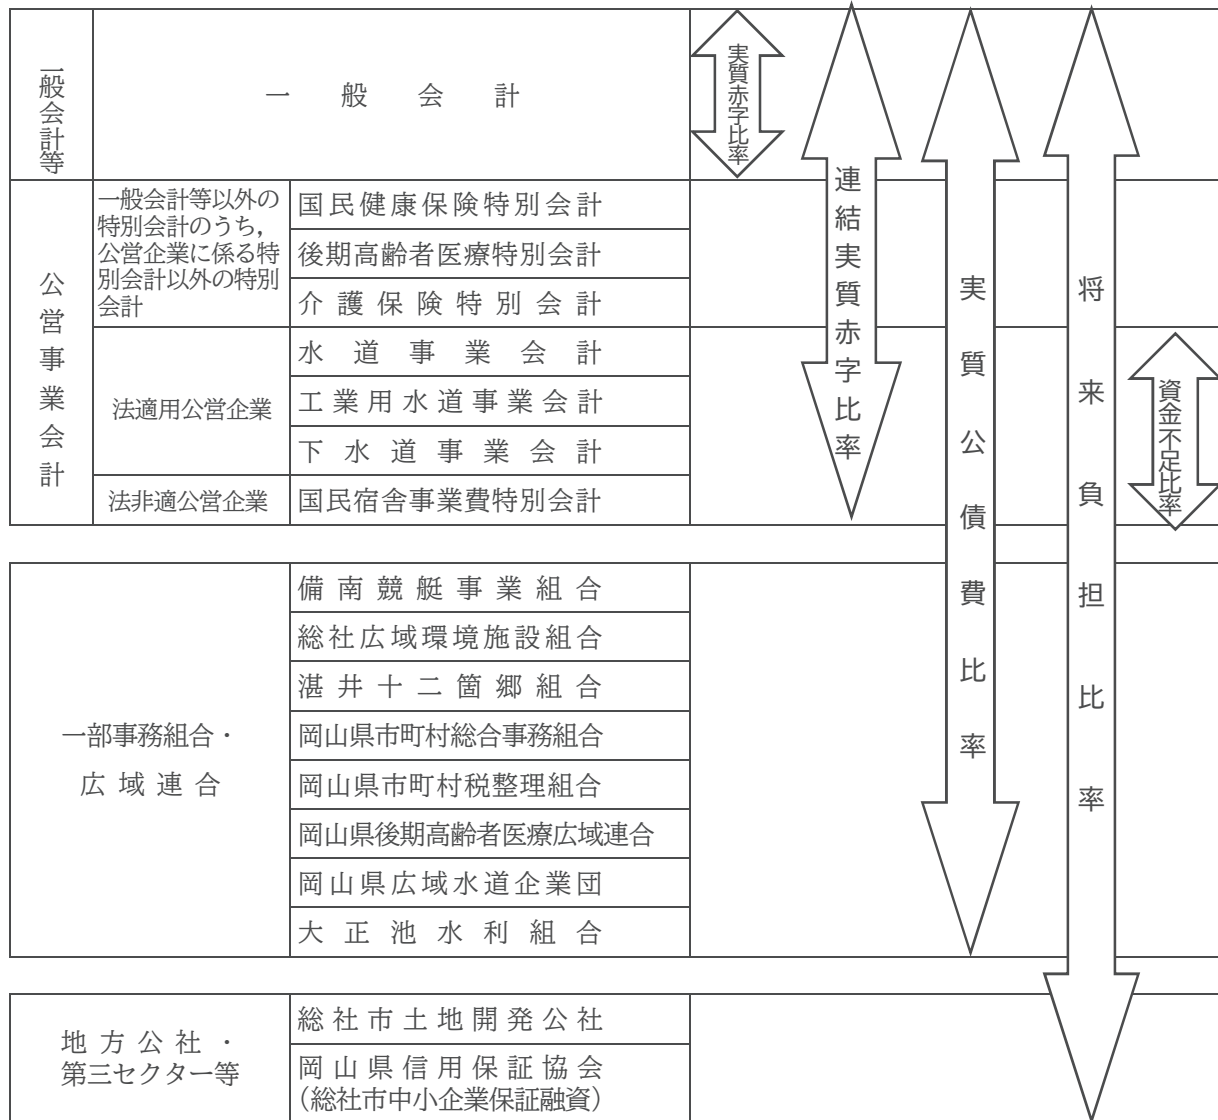 一般会計等
一般会計
実質赤字比率
連結実質赤字比率
実質公債費比率
将来負担比率
公営事業会計
一般会計等以外の
特別会計のうち，
公営企業に係る特
別会計以外の特別
会計
国民健康保険特別会計
後期高齢者医療特別会計
介護保険特別会計
法適用公営企業
水道事業会計
工業用水道事業会計
下水道事業会計
資金不足比率
法非適公営企業
国民宿舎事業費特別会計
一部事務組合・
広域連合
備南競艇事業組合
総社広域環境施設組合
湛井十二箇郷組合
岡山県市町村総合事務組合
岡山県市町村税整理組合
岡山県後期高齢者医療広域連合
岡山県広域水道企業団
大正池水利組合
地方公社・
第三セクター等
総社市土地開発公社
岡山県信用保証協会
（総社市中小企業保証融資）